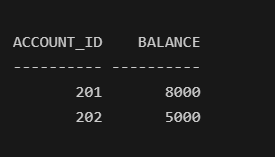 ACCOUNT_ID    BALANCE
---------- ----------
       201       8000
       202       5000